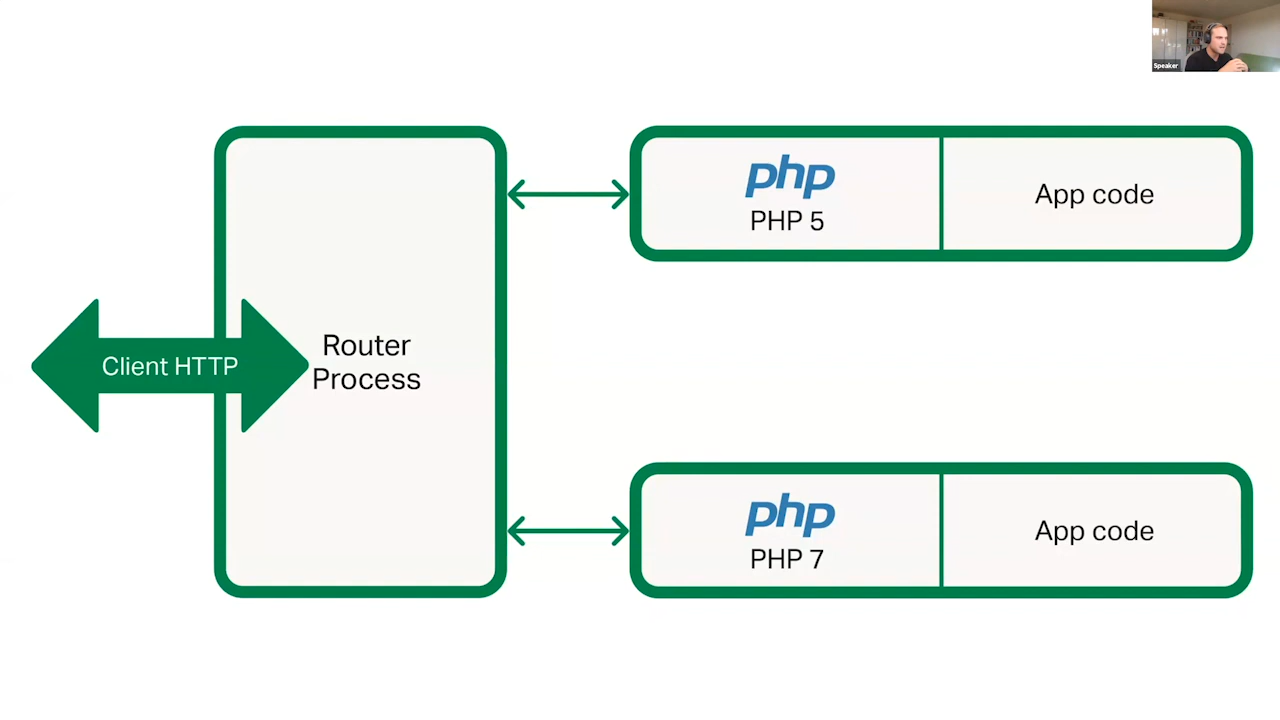 Speaker
php
PHP 5
App code
Client HTTP
Router
Process
php
PHP 7
App code